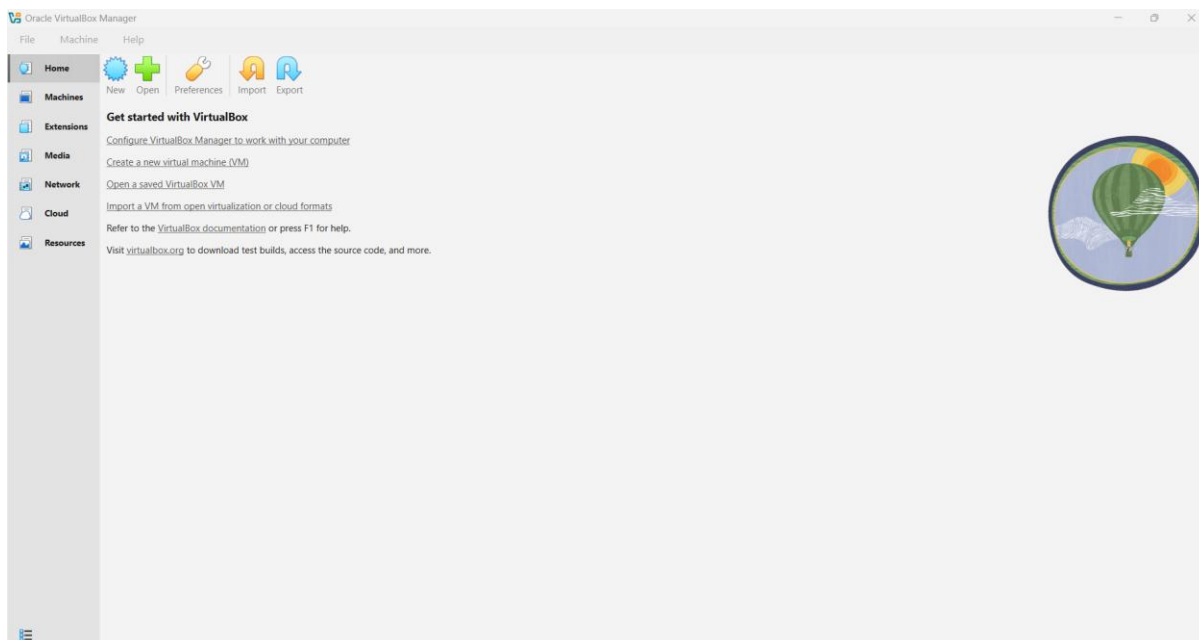 Oracle VirtualBox Manager
File Machine Help
Home
Machines
Extensions
Media
Network
Cloud
Resources
New Open Preferences Import Export
Get started with VirtualBox
Configure VirtualBox Manager to work with your computer
Create a new virtual machine (VM)
Open a saved VirtualBox VM
Import a VM from open virtualization or cloud formats
Refer to the VirtualBox documentation or press F1 for help.
Visit virtualbox.org to download test builds, access the source code, and more.